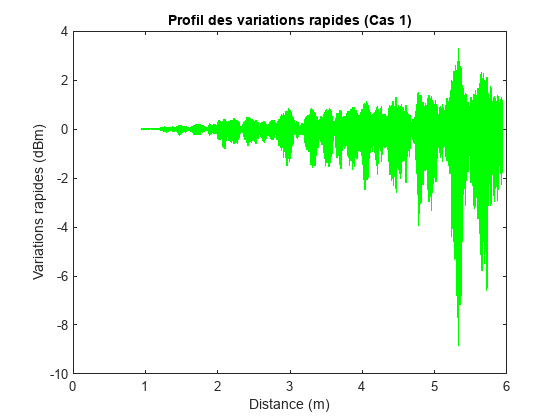 Profil des variations rapides (Cas 1)
4
2
0
-2
-4
-6
-8
-10
Variations rapides (dBm)
0 1 2 3 4 5 6
Distance (m)